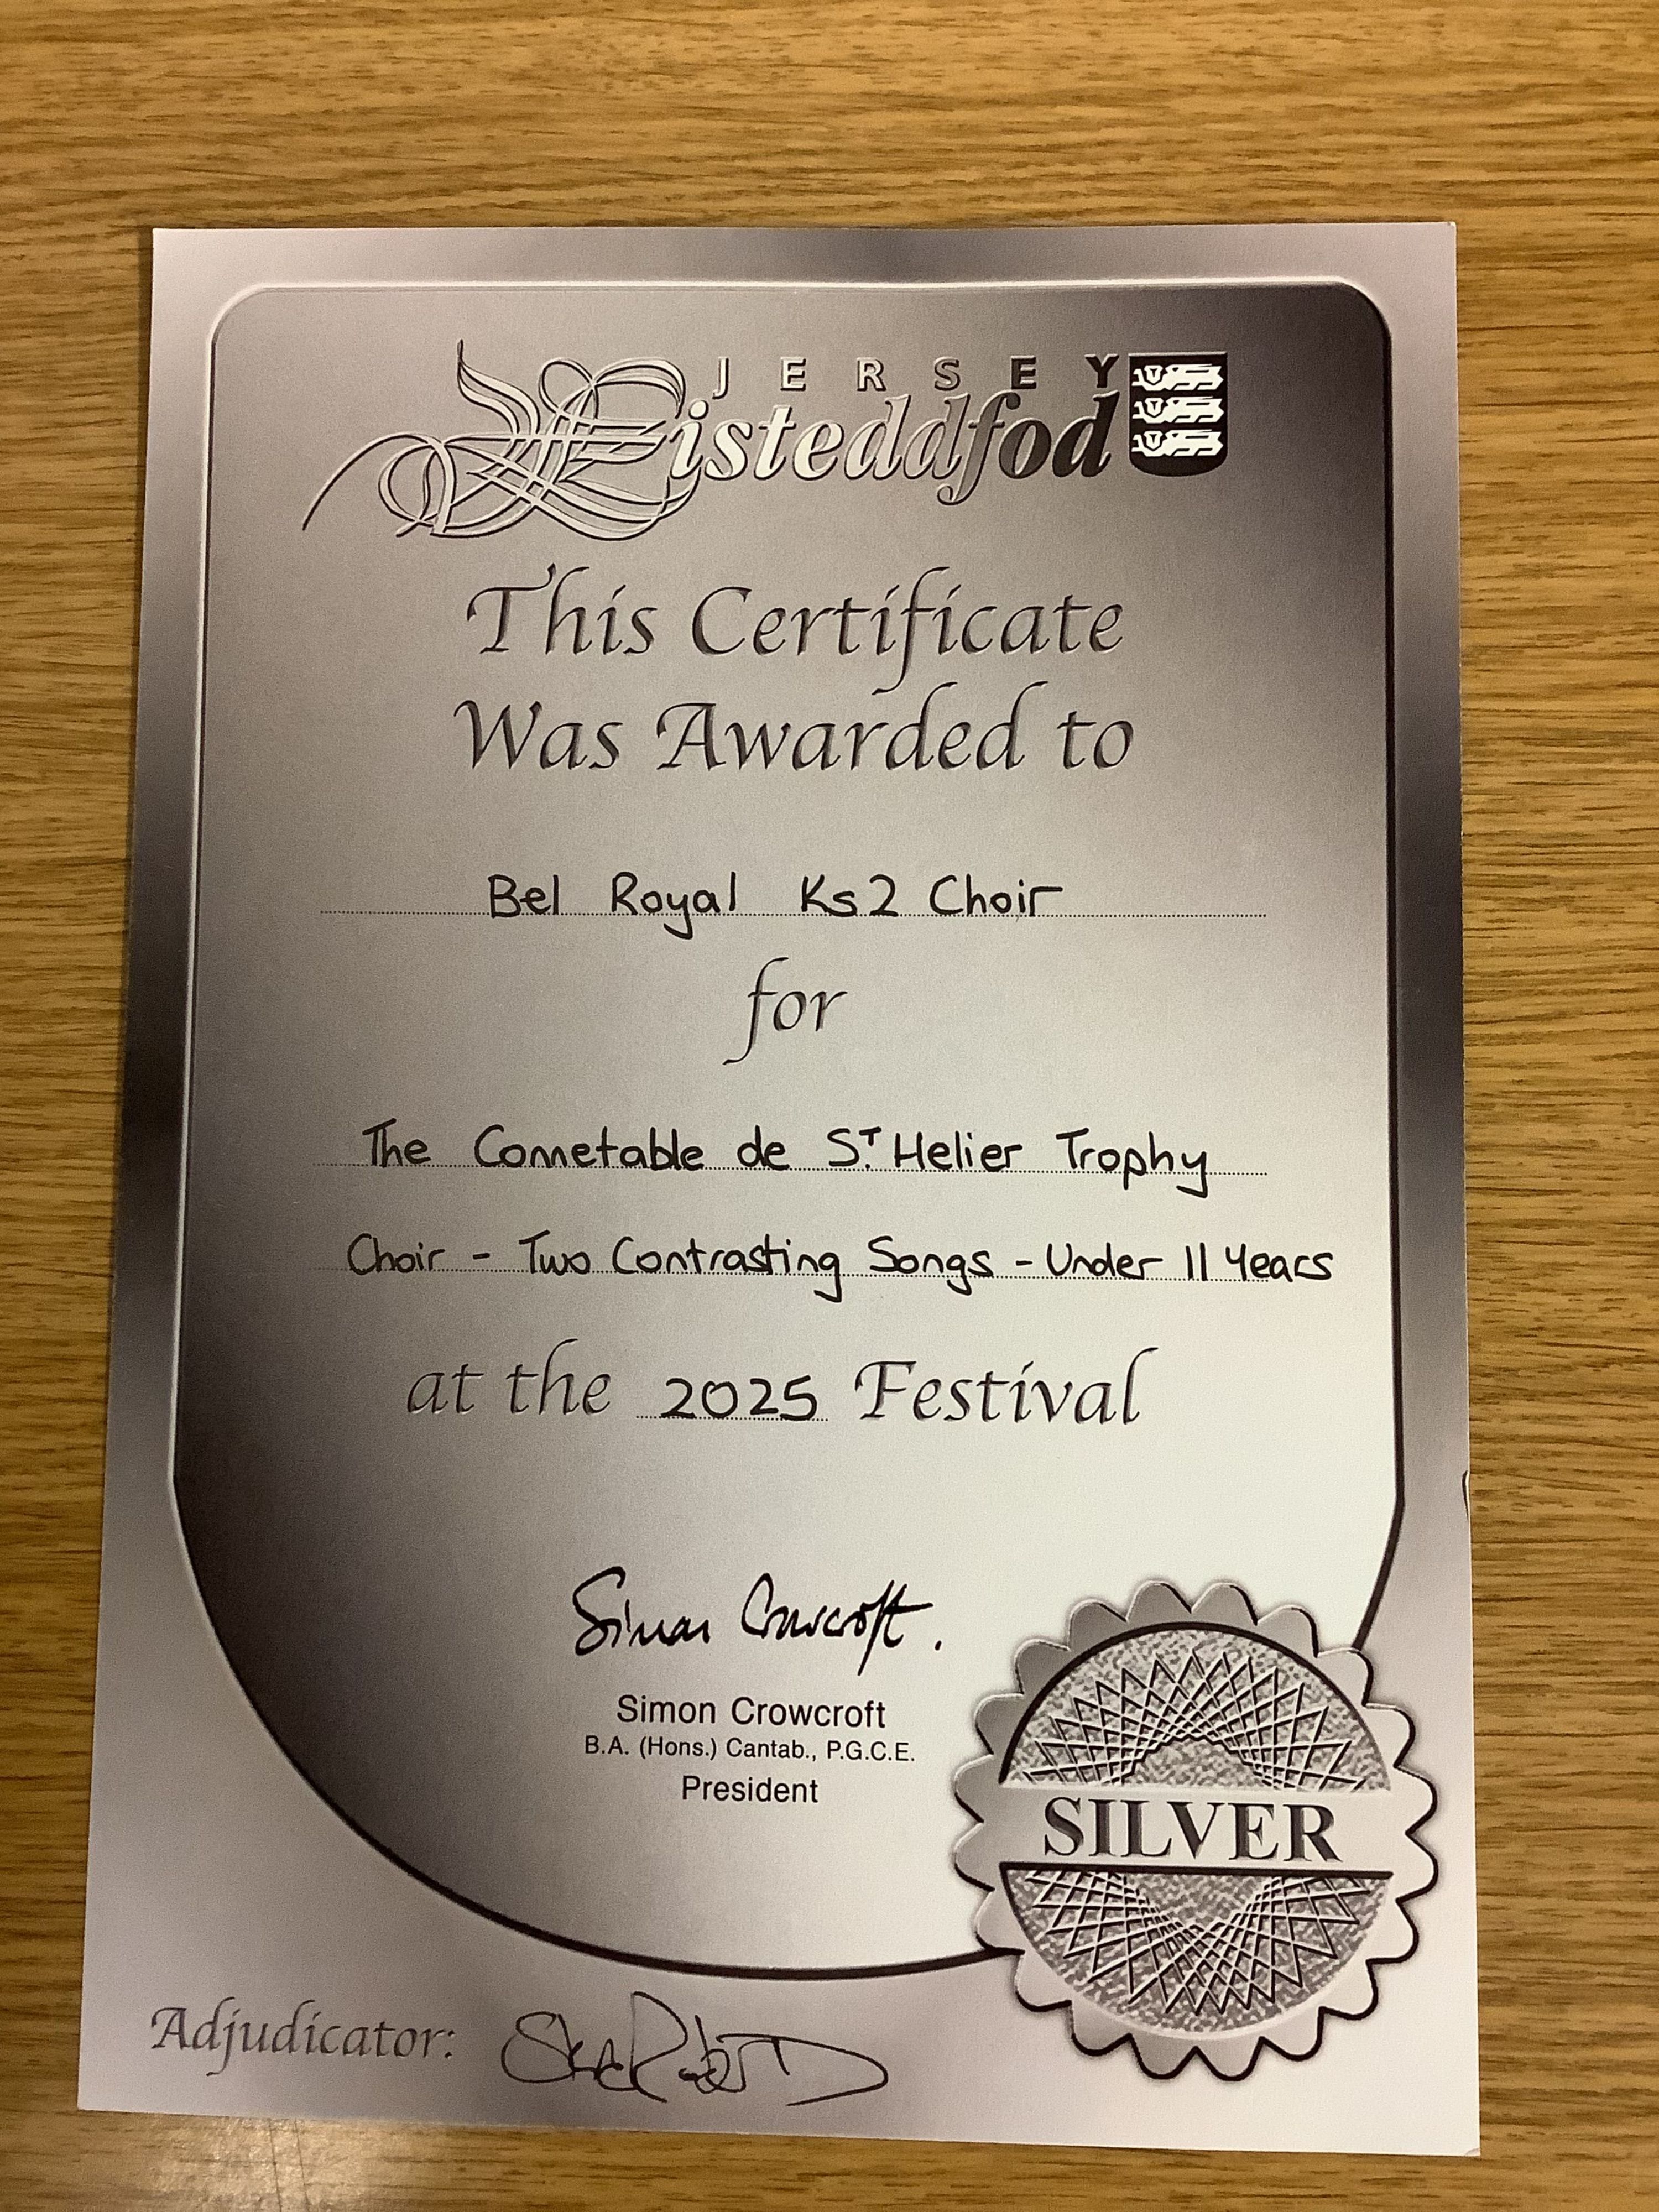 JERSEY
Eisteddfod
This Certificate
Was Awarded to
Bel Royal Ks2 Choir
for
The Connetable de St. Helier Trophy
Choir - Two Contrasting Songs - Under 11 Years
at the 2025 Festival
Simon Crowcroft.
Simon Crowcroft
B.A. (Hons.) Cantab., P.G.C.E.
President
SILVER
Adjudicator: